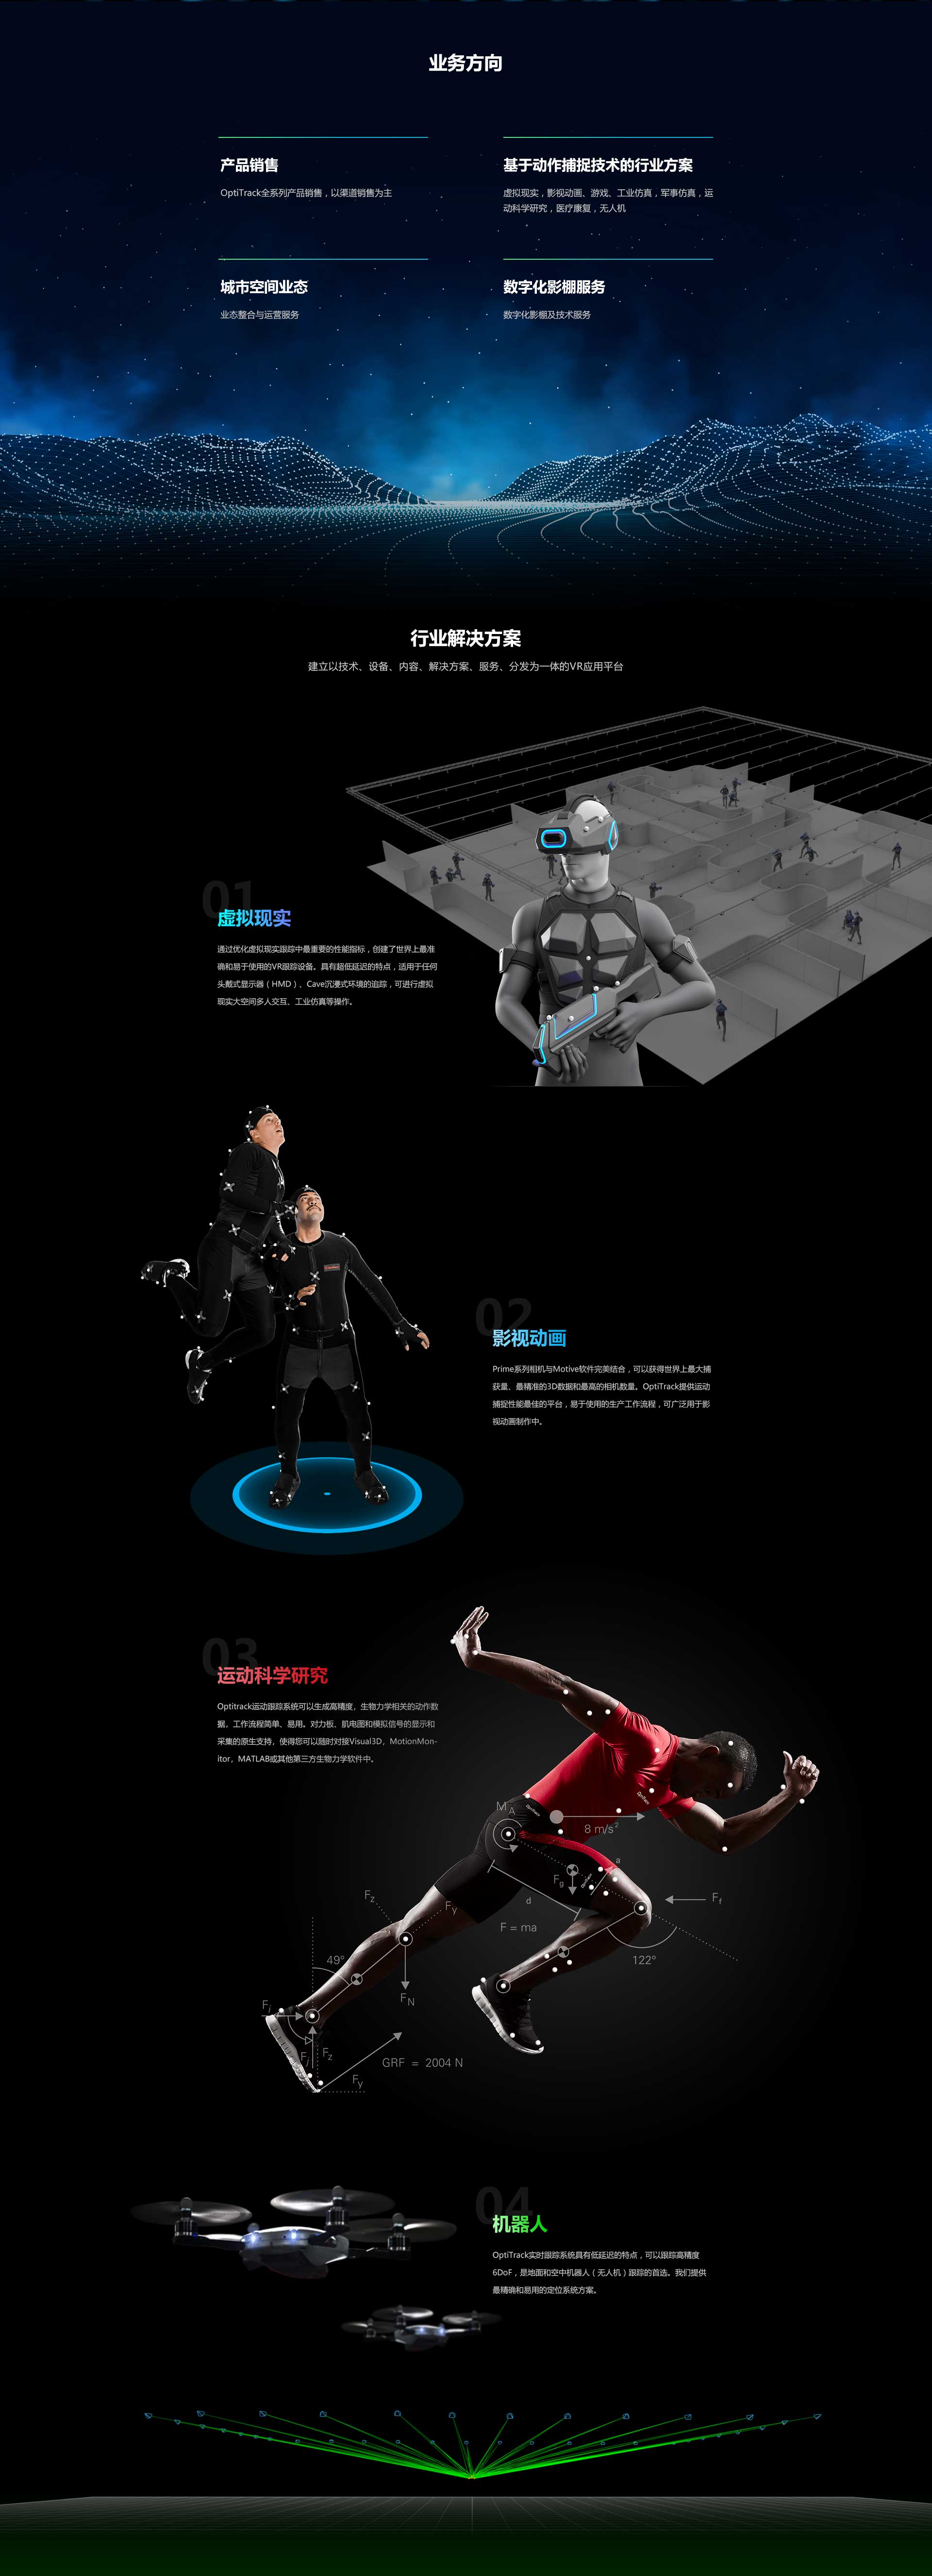 业务方向
产品销售
OptiTrack全系列产品销售，以渠道销售为主
基于动作捕捉技术的行业方案
虚拟现实，影视动画、游戏、工业仿真，军事仿真，运
动科学研究，医疗康复，无人机
城市空间业态
业态整合与运营服务
数字化影棚服务
数字化影棚及技术服务
行业解决方案
建立以技术、设备、内容、解决方案、服务、分发为一体的VR应用平台
01
虚拟现实
通过优化虚拟现实跟踪中最重要的性能指标，创建了世界上最准
确和易于使用的VR跟踪设备。具有超低延迟的特点，适用于任何
头戴式显示器（HMD）、Cave沉浸式环境的追踪，可进行虚拟
现实大空间多人交互、工业仿真等操作。
02
影视动画
Prime系列相机与Motive软件完美结合，可以获得世界上最大捕
获量、最精准的3D数据和最高的相机数量。OptiTrack提供运动
捕捉性能最佳的平台，易于使用的生产工作流程，可广泛用于影
视动画制作中。
03
运动科学研究
Optitrack运动跟踪系统可以生成高精度，生物力学相关的动作数
据，工作流程简单、易用。对力板、肌电图和模拟信号的显示和
采集的原生支持，使得您可以随时对接Visual3D，MotionMon-
itor，MATLAB或其他第三方生物力学软件中。
M A
8 m/s²
a
Fg
d
F = ma
Ff
122°
Fz
Fy
49°
FN
Fi
Fj
Fz
GRF = 2004 N
Fy
04
机器人
OptiTrack实时跟踪系统具有低延迟的特点，可以跟踪高精度
6DoF，是地面和空中机器人（无人机）跟踪的首选。我们提供
最精确和易用的定位系统方案。